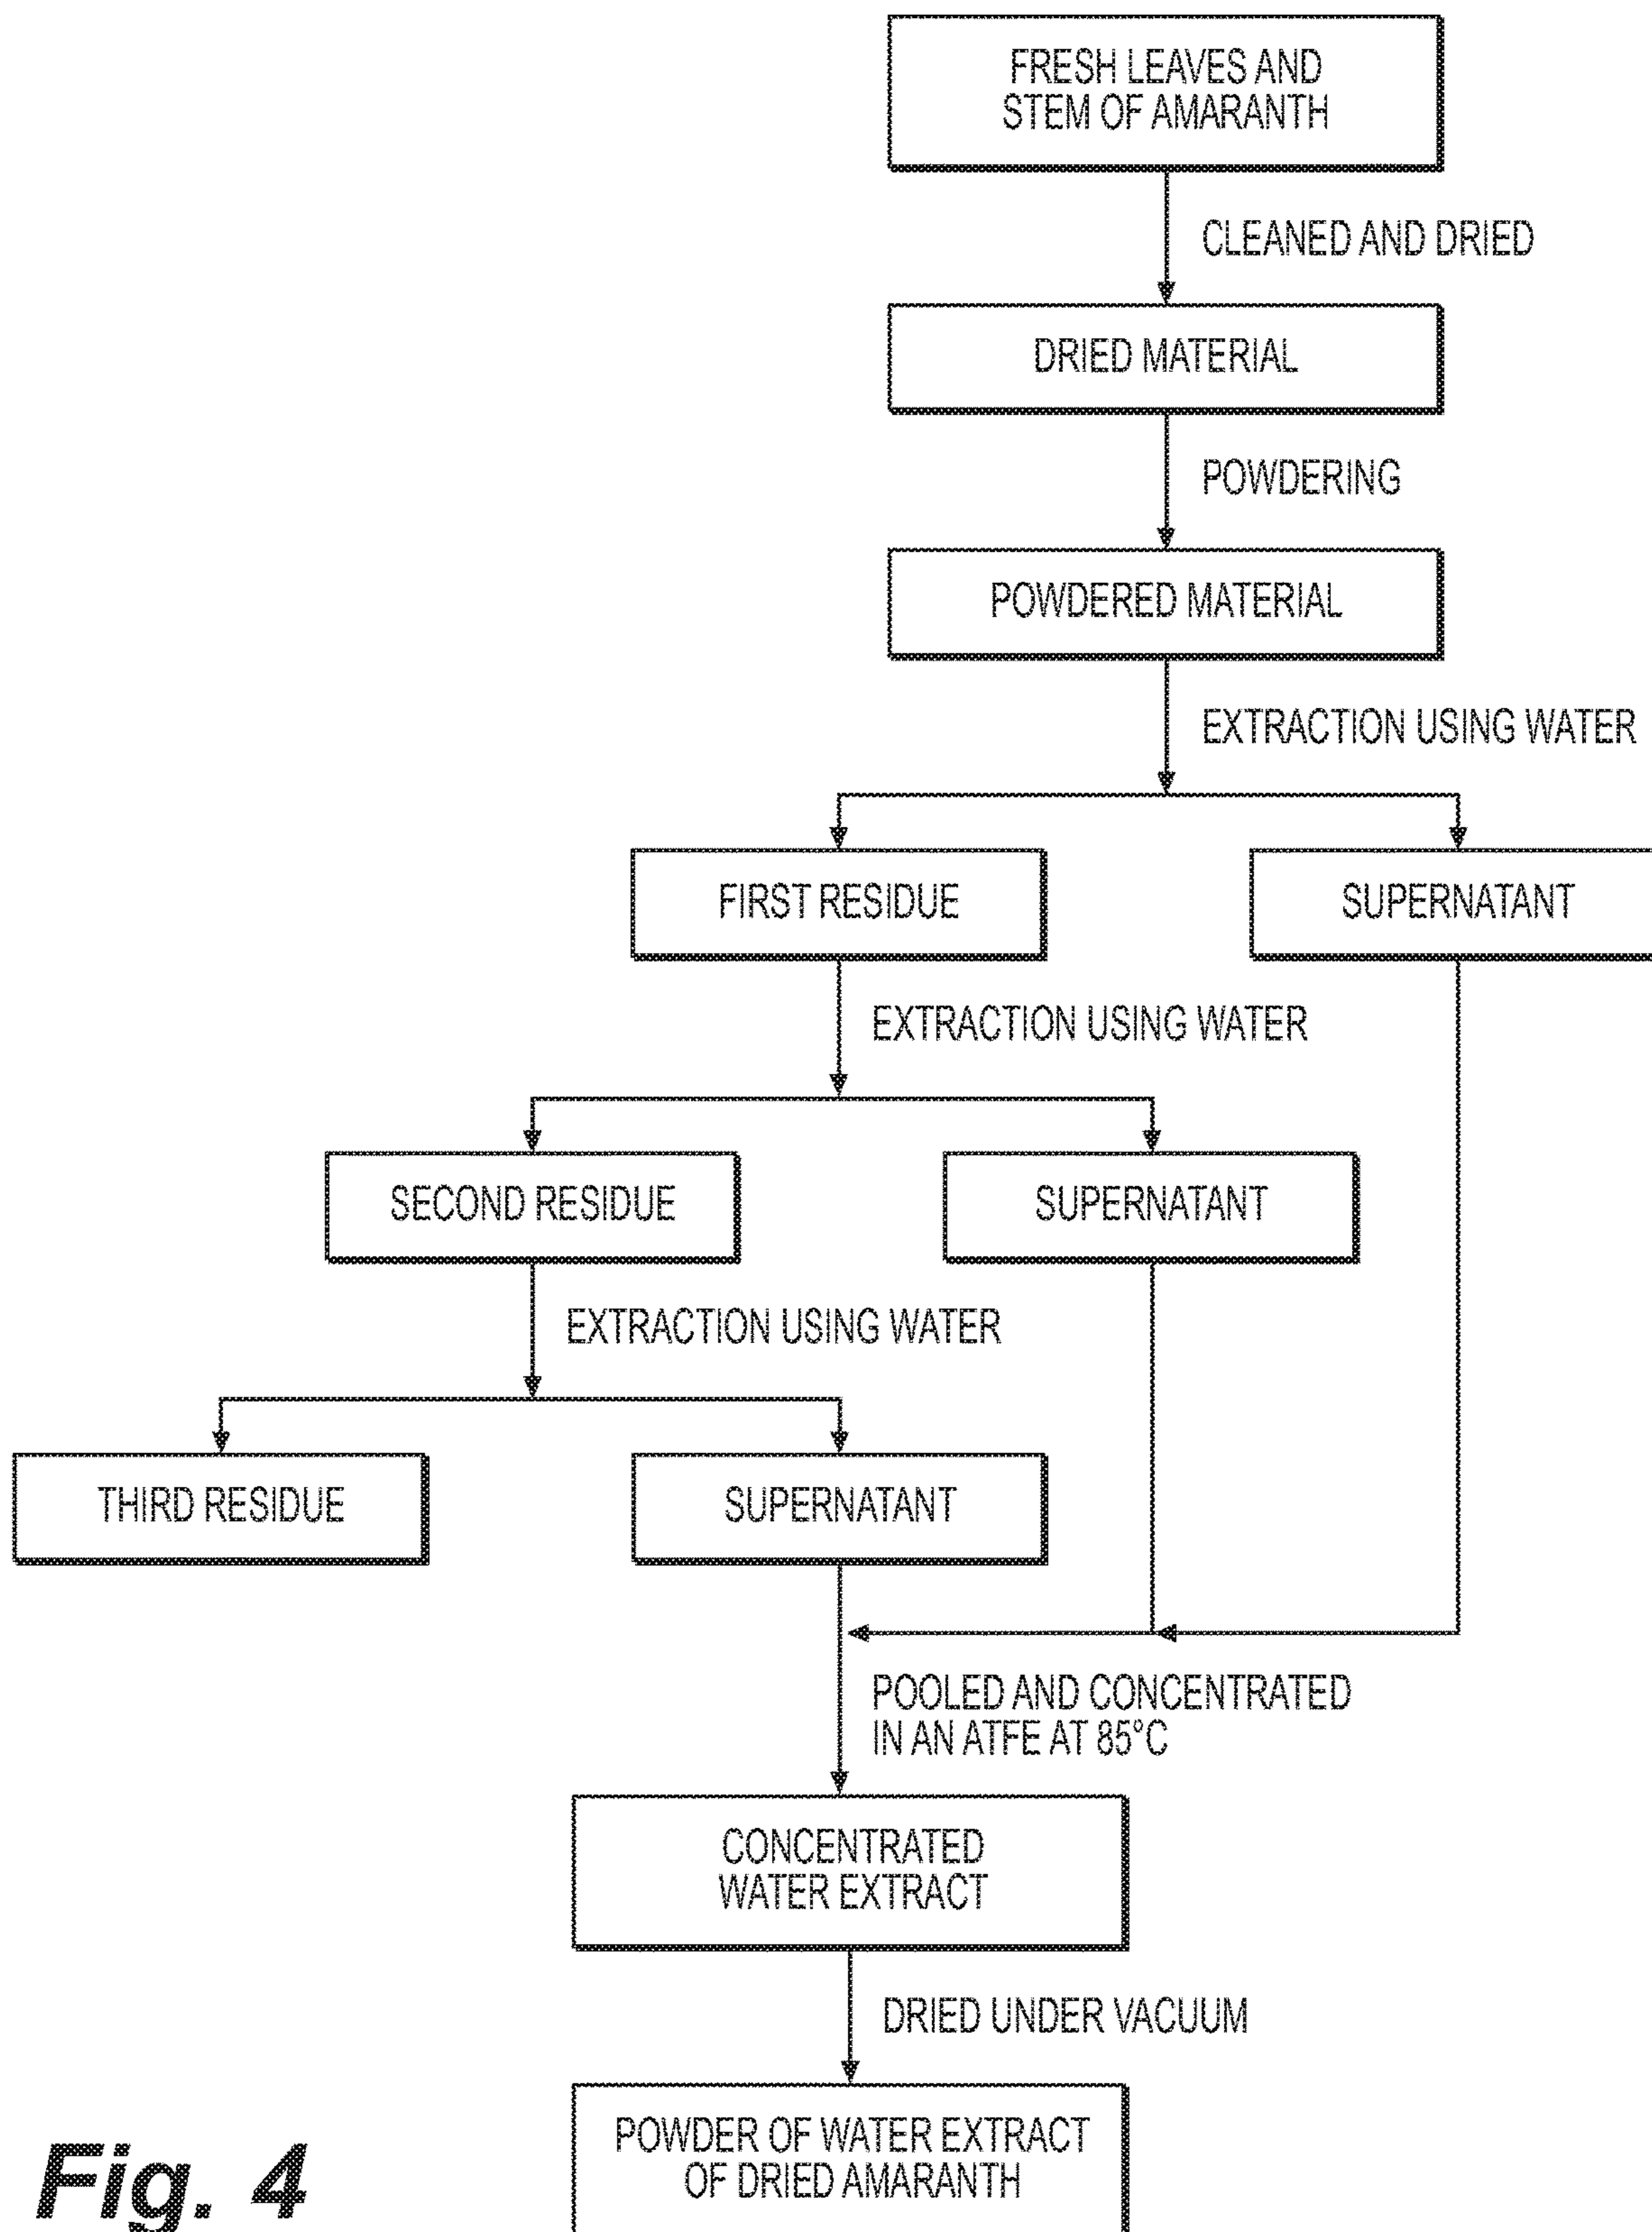 FRESH LEAVES AND
STEM OF AMARANTH
CLEANED AND DRIED
DRIED MATERIAL
POWDERING
POWDERED MATERIAL
EXTRACTION USING WATER
FIRST RESIDUE
SUPERNATANT
EXTRACTION USING WATER
SECOND RESIDUE
SUPERNATANT
EXTRACTION USING WATER
THIRD RESIDUE
SUPERNATANT
POOLED AND CONCENTRATED
IN AN ATFE AT 85°C
CONCENTRATED
WATER EXTRACT
DRIED UNDER VACUUM
POWDER OF WATER EXTRACT
OF DRIED AMARANTH
Fig. 4